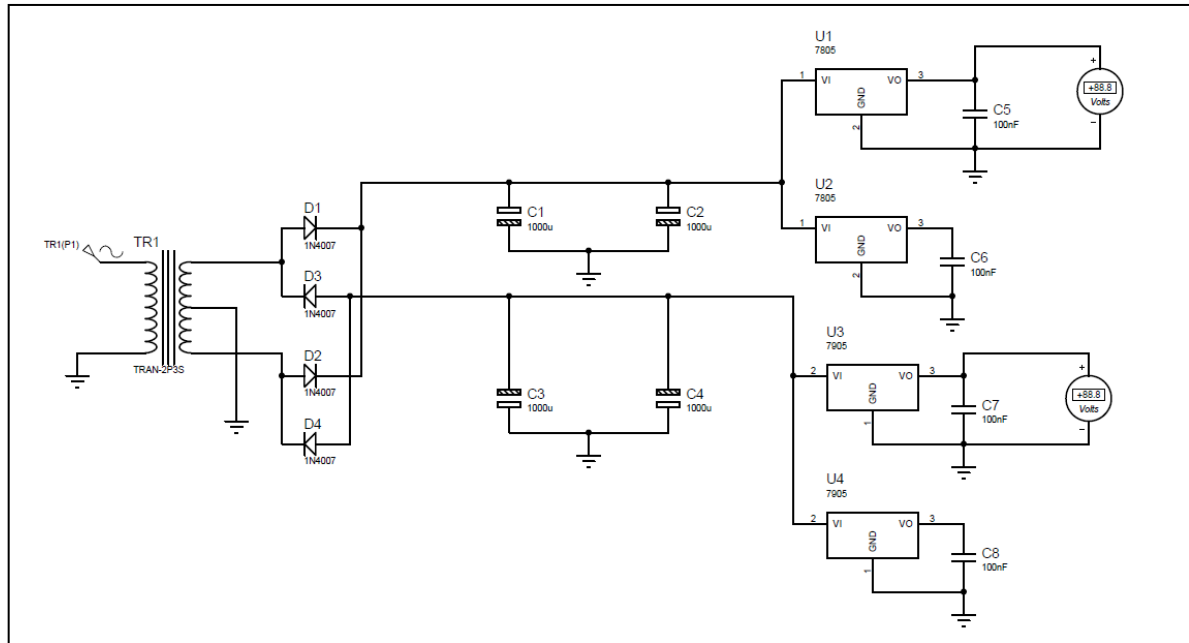 U1
7805
1 VI VO 3
GND
2
C5
100nF
+88.8
Volts
U2
7805
1 VI VO 3
GND
2
C6
100nF
D1
1N4007
C1
1000u
C2
1000u
TR1(P1)
TR1
TRAN-2P3S
D3
1N4007
D2
1N4007
D4
1N4007
C3
1000u
C4
1000u
U3
7905
2 VI VO 3
GND
1
C7
100nF
+88.8
Volts
U4
7905
2 VI VO 3
GND
1
C8
100nF